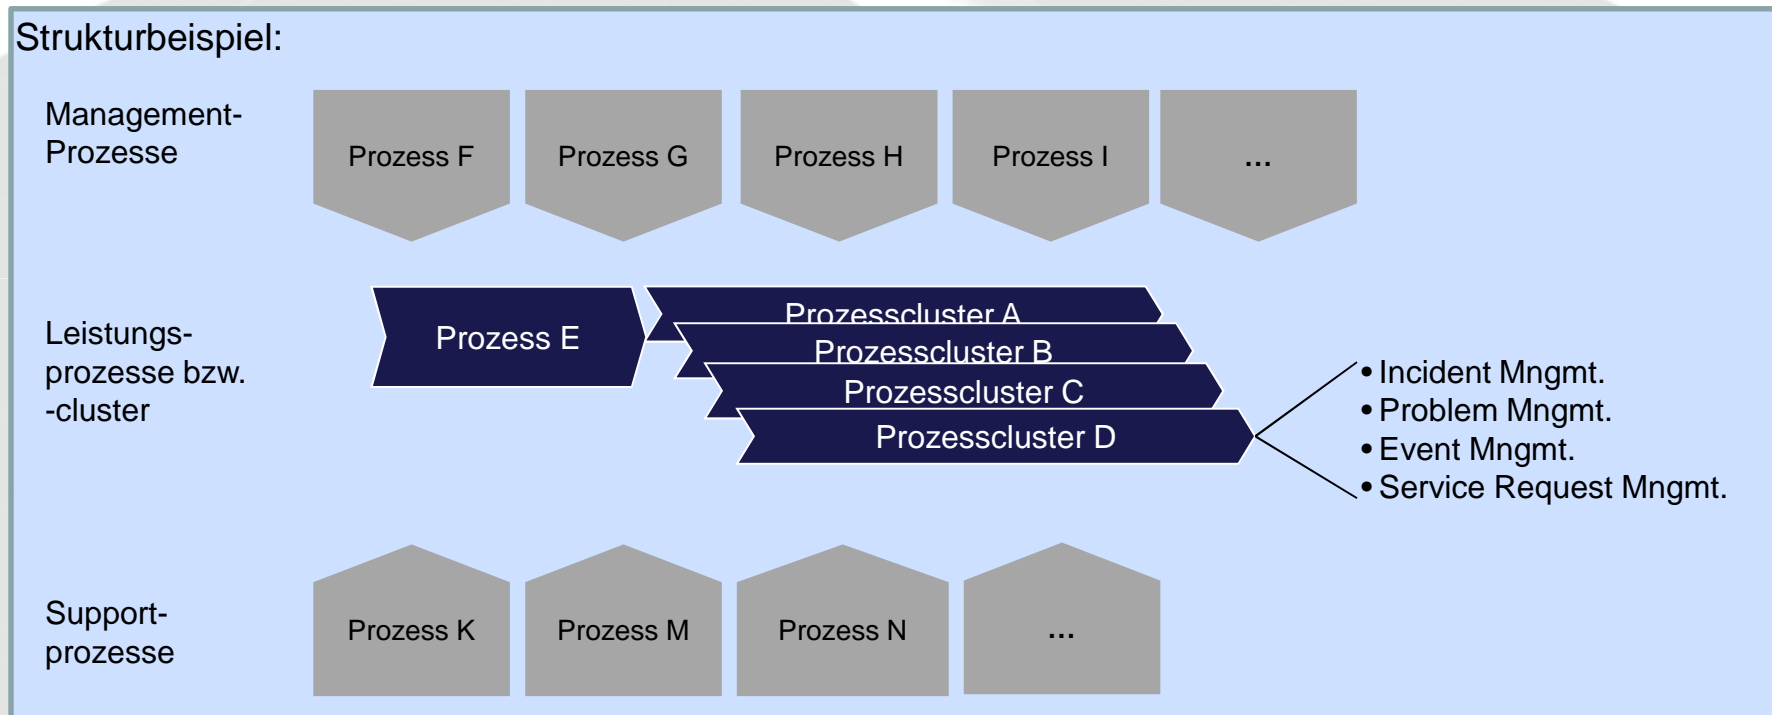 Strukturbeispiel:
Management-
Prozesse
Prozess F
Prozess G
Prozess H
Prozess I
...
Leistungs-
prozesse bzw.
-cluster
Prozess E
Prozesscluster A
Prozesscluster B
Prozesscluster C
Prozesscluster D
• Incident Mngmt.
• Problem Mngmt.
• Event Mngmt.
• Service Request Mngmt.
Support-
prozesse
Prozess K
Prozess M
Prozess N
...